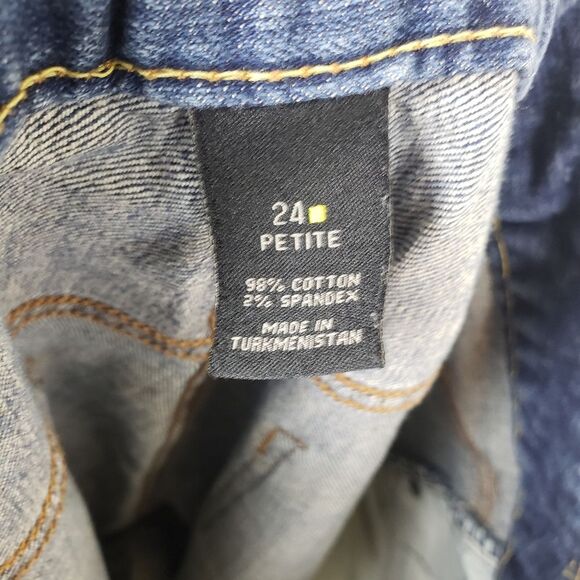 24
PETITE
98% COTTON
2% SPANDEX
MADE IN
TURKMENISTAN